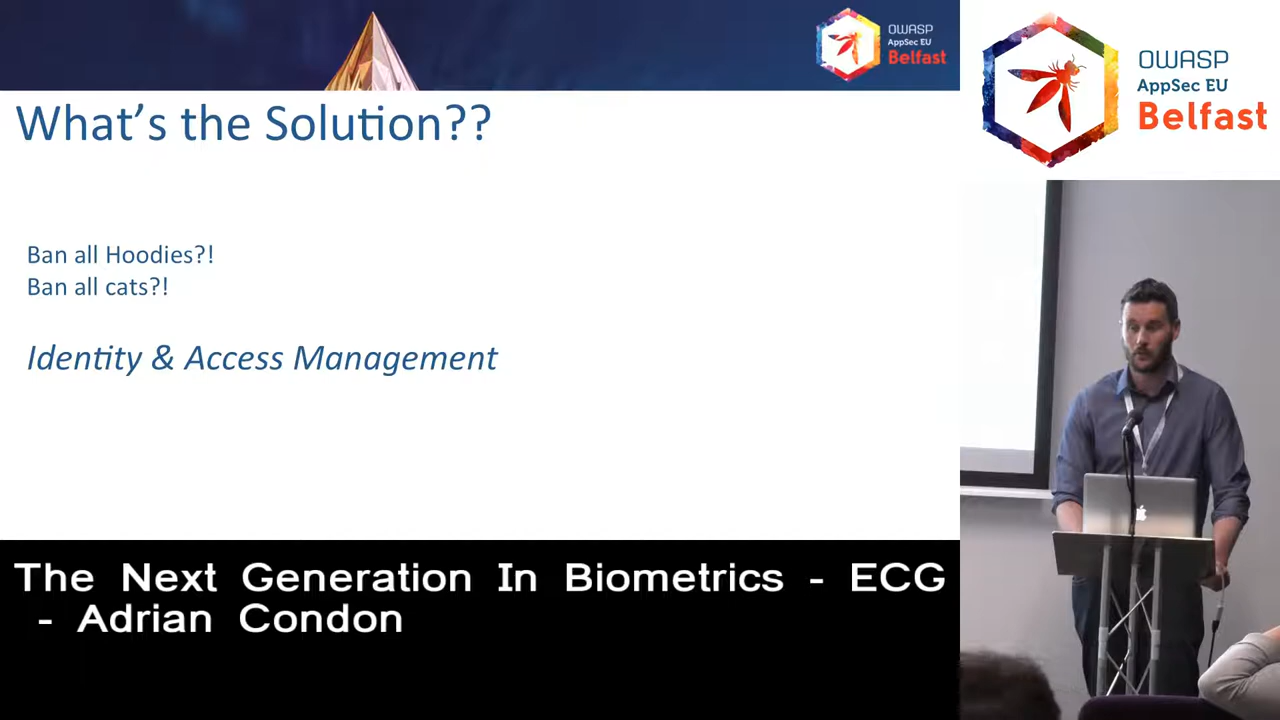 OWASP
AppSec EU
Belfast
OWASP
AppSec EU
Belfast
What's the Solution??
Ban all Hoodies?!
Ban all cats?!
Identity & Access Management
The Next Generation In Biometrics - ECG
- Adrian Condon